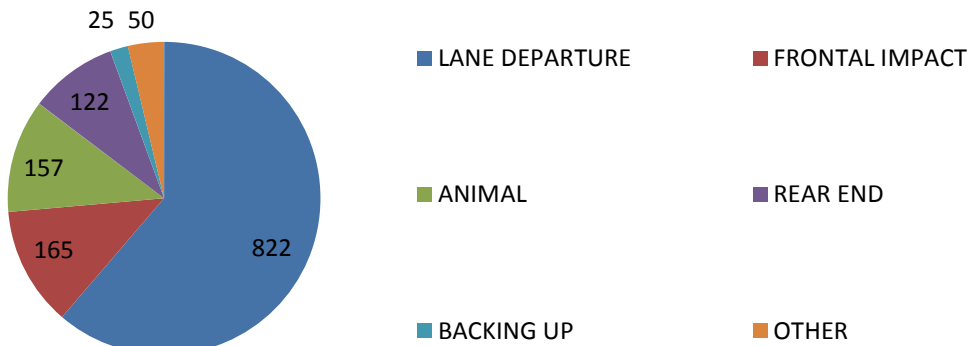 25 50
122
157
165
822
LANE DEPARTURE
FRONTAL IMPACT
ANIMAL
REAR END
BACKING UP
OTHER